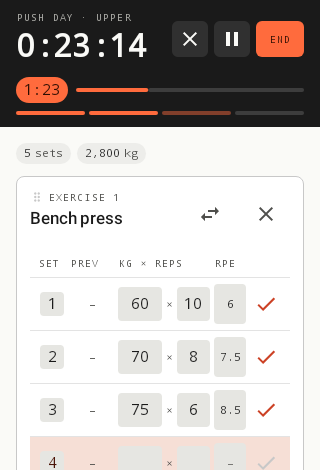 PUSH DAY · UPPER
0:23:14
END
1:23
5 sets 2,800 kg
EXERCISE 1
Bench press
SET PREV KG × REPS RPE
1 – 60 × 10 6
2 – 70 × 8 7.5
3 – 75 × 6 8.5
4 – × –